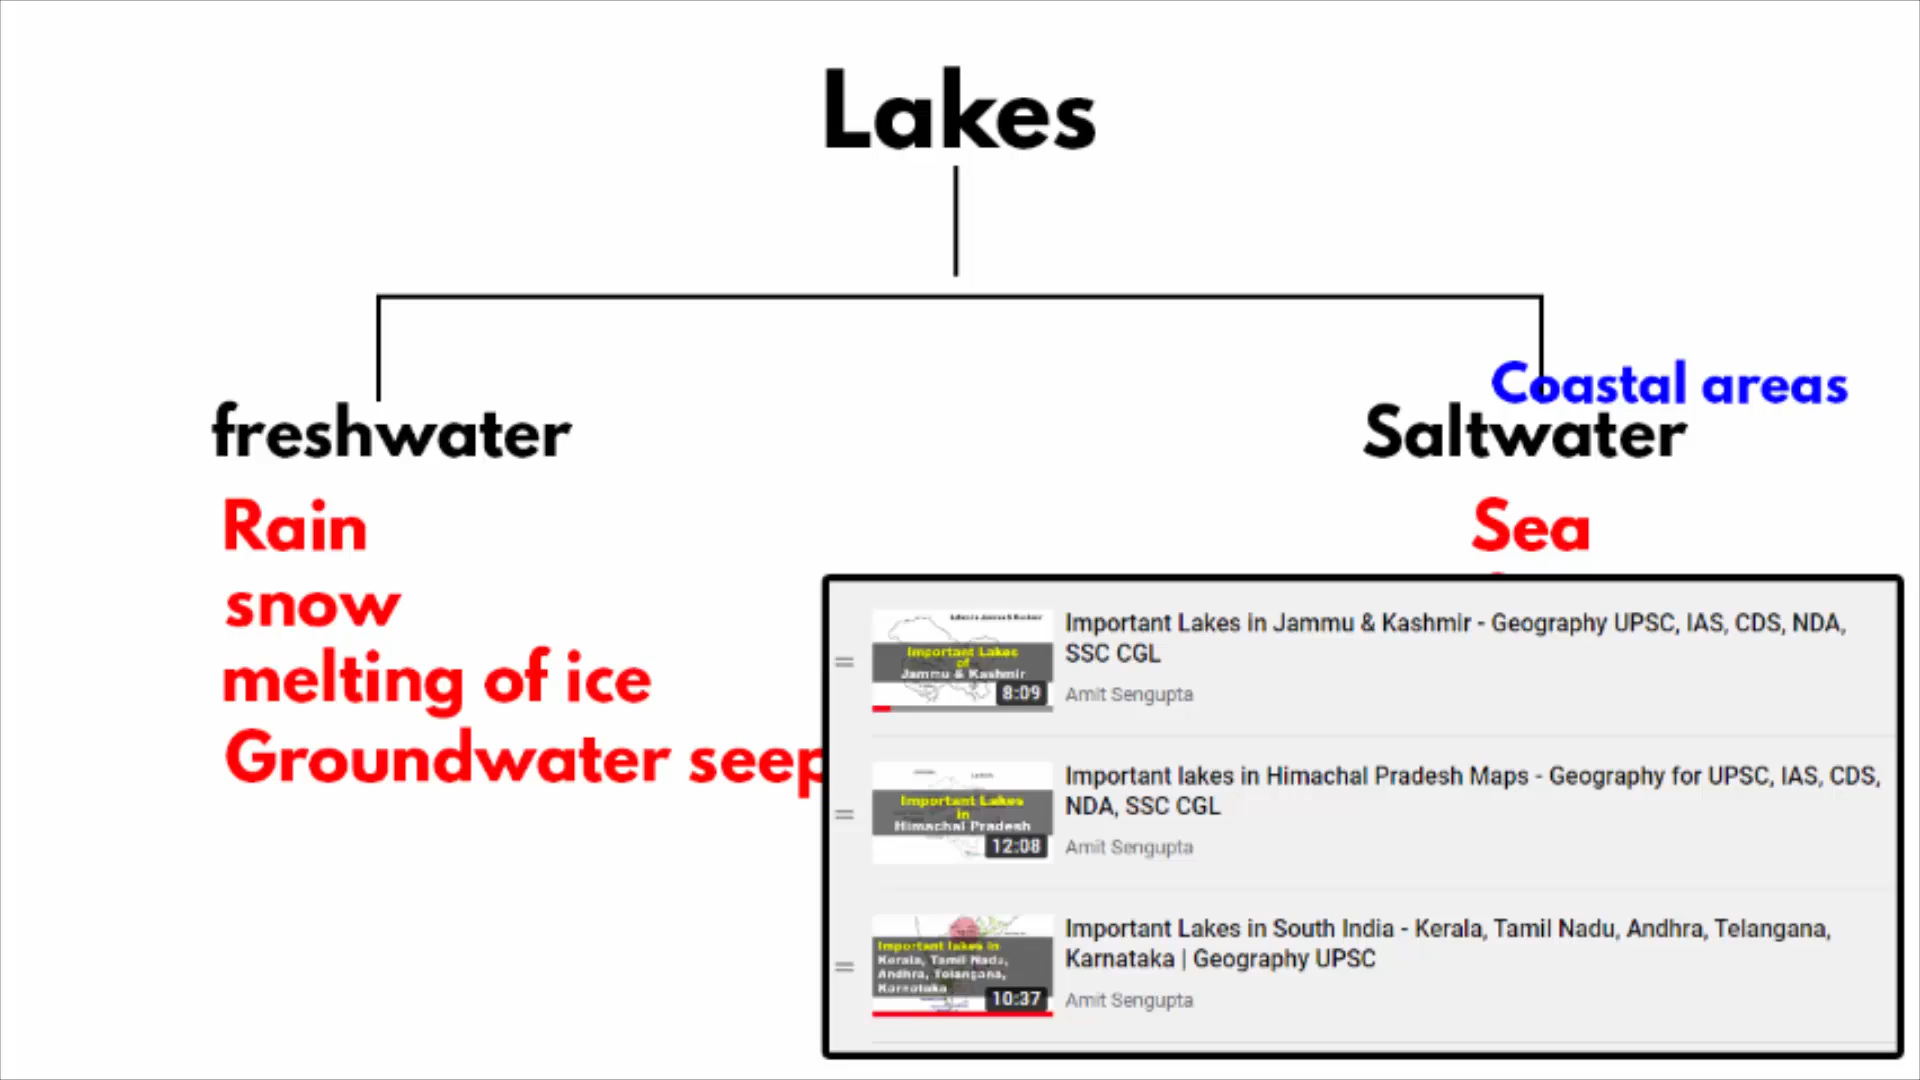 Lakes
Coastal areas
freshwater
Saltwater
Rain
snow
melting of ice
Groundwater seep
Sea
Important Lakes
of
Jammu & Kashmir
8:09
Important Lakes in Jammu & Kashmir - Geography UPSC, IAS, CDS, NDA,
SSC CGL
Amit Sengupta
Important Lakes
in
Himachal Pradesh
12:08
Important lakes in Himachal Pradesh Maps - Geography for UPSC, IAS, CDS,
NDA, SSC CGL
Amit Sengupta
Important lakes in
Kerala, Tamil Nadu,
Andhra, Telangana,
Karnataka
10:37
Important Lakes in South India - Kerala, Tamil Nadu, Andhra, Telangana,
Karnataka | Geography UPSC
Amit Sengupta